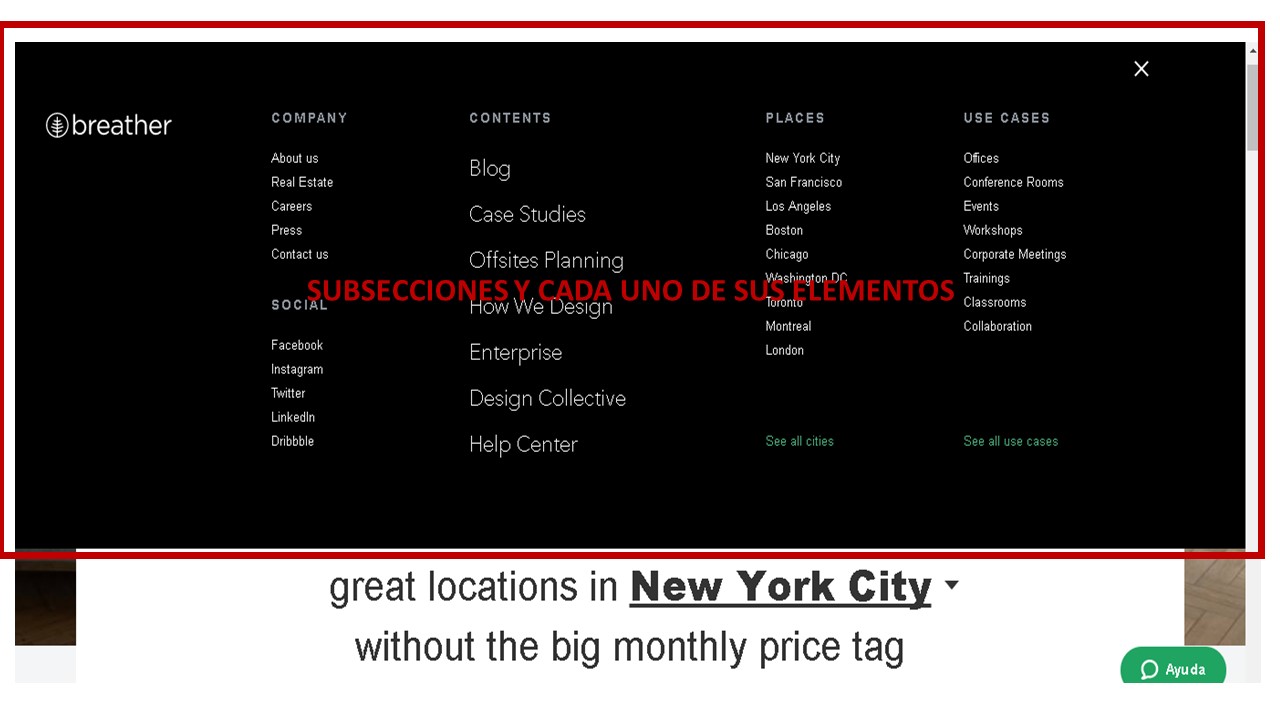 breather
COMPANY
About us
Real Estate
Careers
Press
Contact us
SOCIAL
Facebook
Instagram
Twitter
LinkedIn
Dribbble
CONTENTS
Blog
Case Studies
Offsites Planning
How We Design
Enterprise
Design Collective
Help Center
PLACES
New York City
San Francisco
Los Angeles
Boston
Chicago
Washington DC
Toronto
Montreal
London
See all cities
USE CASES
Offices
Conference Rooms
Events
Workshops
Corporate Meetings
Trainings
Classrooms
Collaboration
See all use cases
SUBSECCIONES Y CADA UNO DE SUS ELEMENTOS
great locations in New York City
without the big monthly price tag
Ayuda